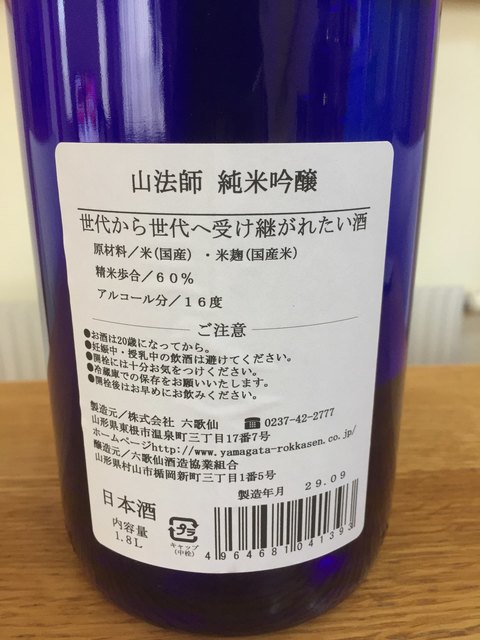 山法師 純米吟醸
世代から世代へ受け継がれたい酒
原材料／米(国産)・米麹(国産米)
精米歩合／60%
アルコール分／16度
ご注意
●お酒は20歳になってから。
●妊娠中・授乳中の飲酒は避けてください。
●開栓には十分お気をつけください。
●冷蔵庫での保存をお願いいたします。
●開栓後はお早めにお飲みください。
製造元／株式会社 六歌仙 ☎0237-42-2777
山形県東根市温泉町三丁目17番7号
ホームページhttp://www.yamagata-rokkasen.co.jp/
醸造元／六歌仙酒造協業組合
山形県村山市楯岡新町三丁目1番5号
製造年月 29.09
日本酒
内容量
1.8L
プラ
キャップ
(中栓)
4964681041393